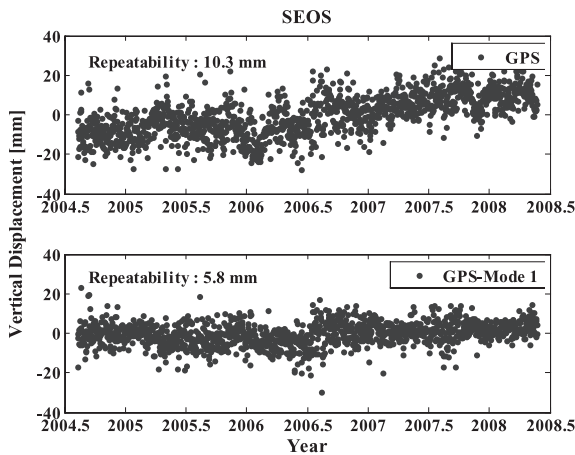 SEOS
40
20
0
-20
-40
Repeatability : 10.3 mm
GPS
2004.5 2005 2005.5 2006 2006.5 2007 2007.5 2008 2008.5
Vertical Displacement [mm]
40
20
0
-20
-40
Repeatability : 5.8 mm
GPS-Mode 1
2004.5 2005 2005.5 2006 2006.5 2007 2007.5 2008 2008.5
Year